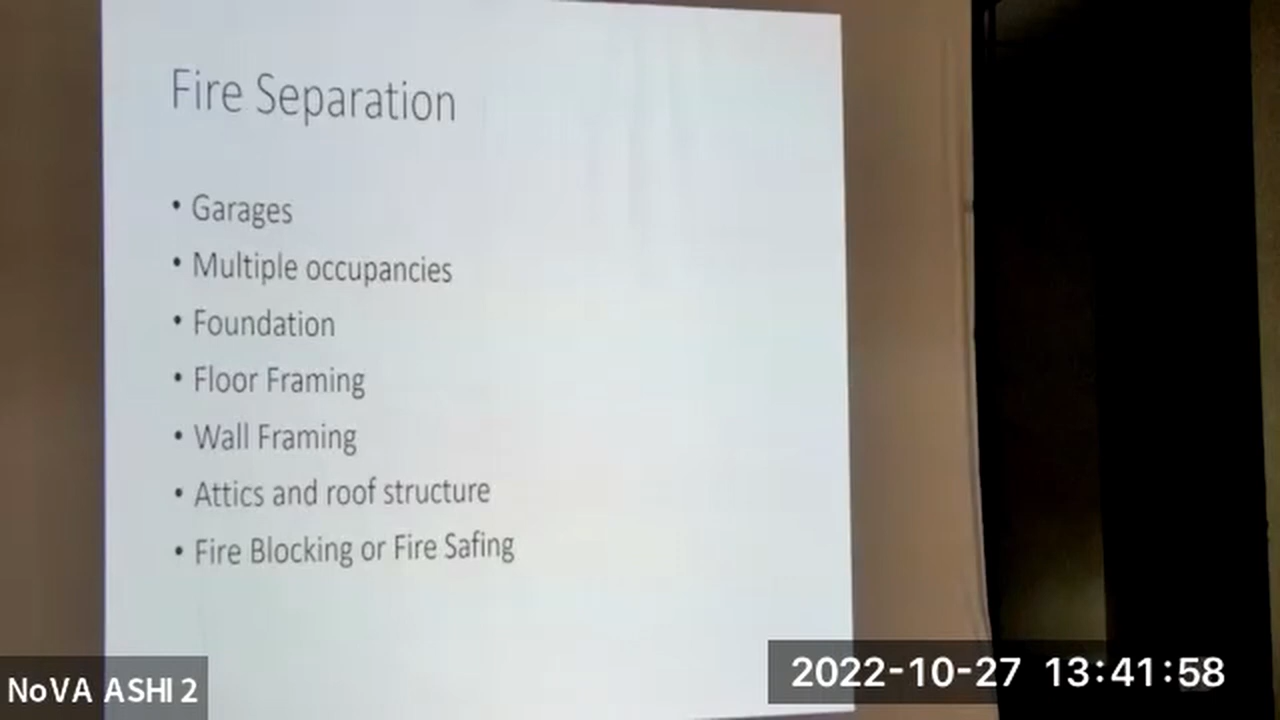 Fire Separation
• Garages
• Multiple occupancies
• Foundation
• Floor Framing
• Wall Framing
• Attics and roof structure
• Fire Blocking or Fire Safing
NoVA ASHI 2
2022-10-27 13:41:58